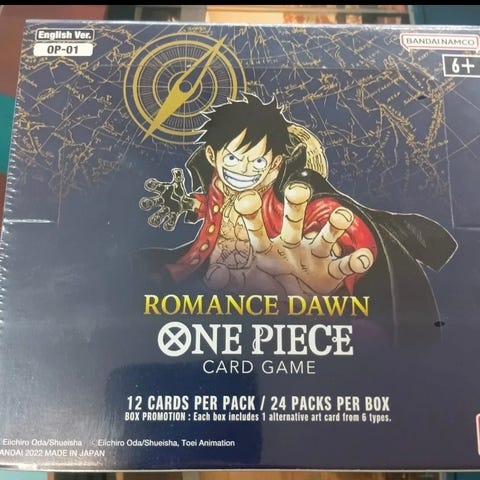 English Ver.
OP-01
BANDAI NAMCO
6+
ROMANCE DAWN
ONE PIECE
CARD GAME
12 CARDS PER PACK / 24 PACKS PER BOX
BOX PROMOTION : Each box includes 1 alternative art card from 6 types.
Eiichiro Oda/Shueisha ©Eiichiro Oda/Shueisha, Toei Animation
ANDAI 2022 MADE IN JAPAN